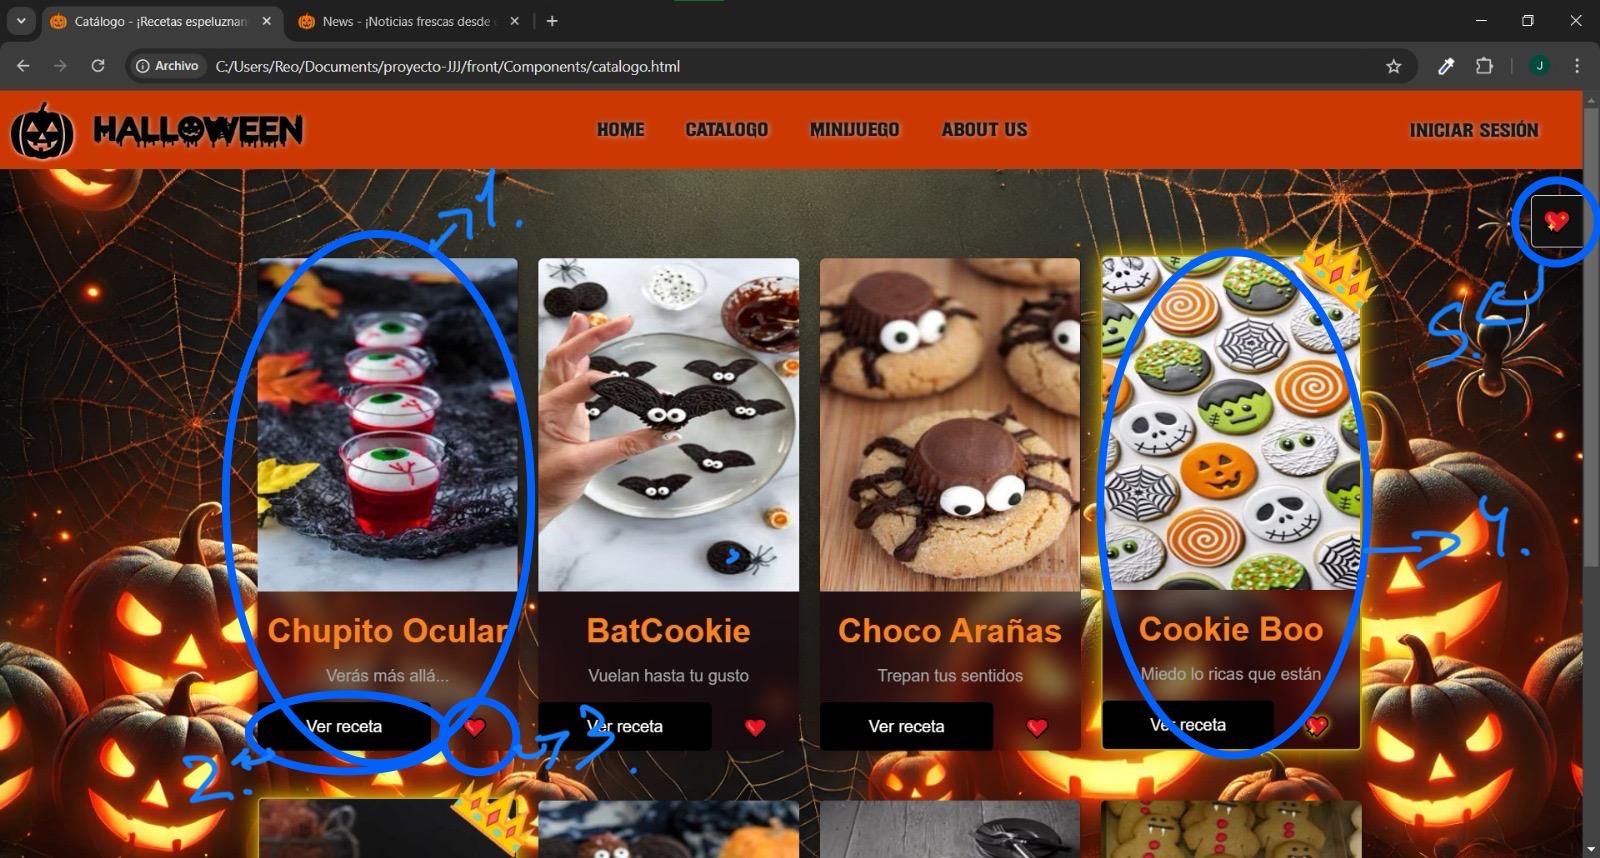 Catálogo - ¡Recetas espeluznan
News - ¡Noticias frescas desde
Archivo
C:/Users/Reo/Documents/proyecto-JJJ/front/Components/catalogo.html
J
HALLOWEEN
HOME
CATALOGO
MINIJUEGO
ABOUT US
INICIAR SESIÓN
1.
5.
4.
Chupito Ocular
BatCookie
Choco Arañas
Cookie Boo
Verás más allá...
Vuelan hasta tu gusto
Trepan tus sentidos
Miedo lo ricas que están
Ver receta
Ver receta
Ver receta
Ver receta
2.
3.